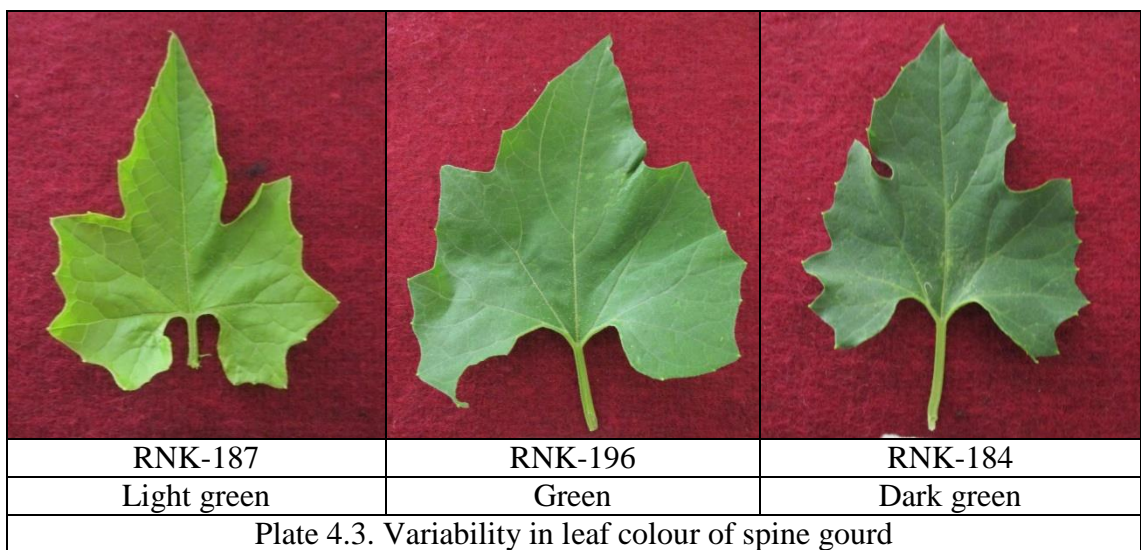 RNK-187 RNK-196 RNK-184
Light green Green Dark green
Plate 4.3. Variability in leaf colour of spine gourd